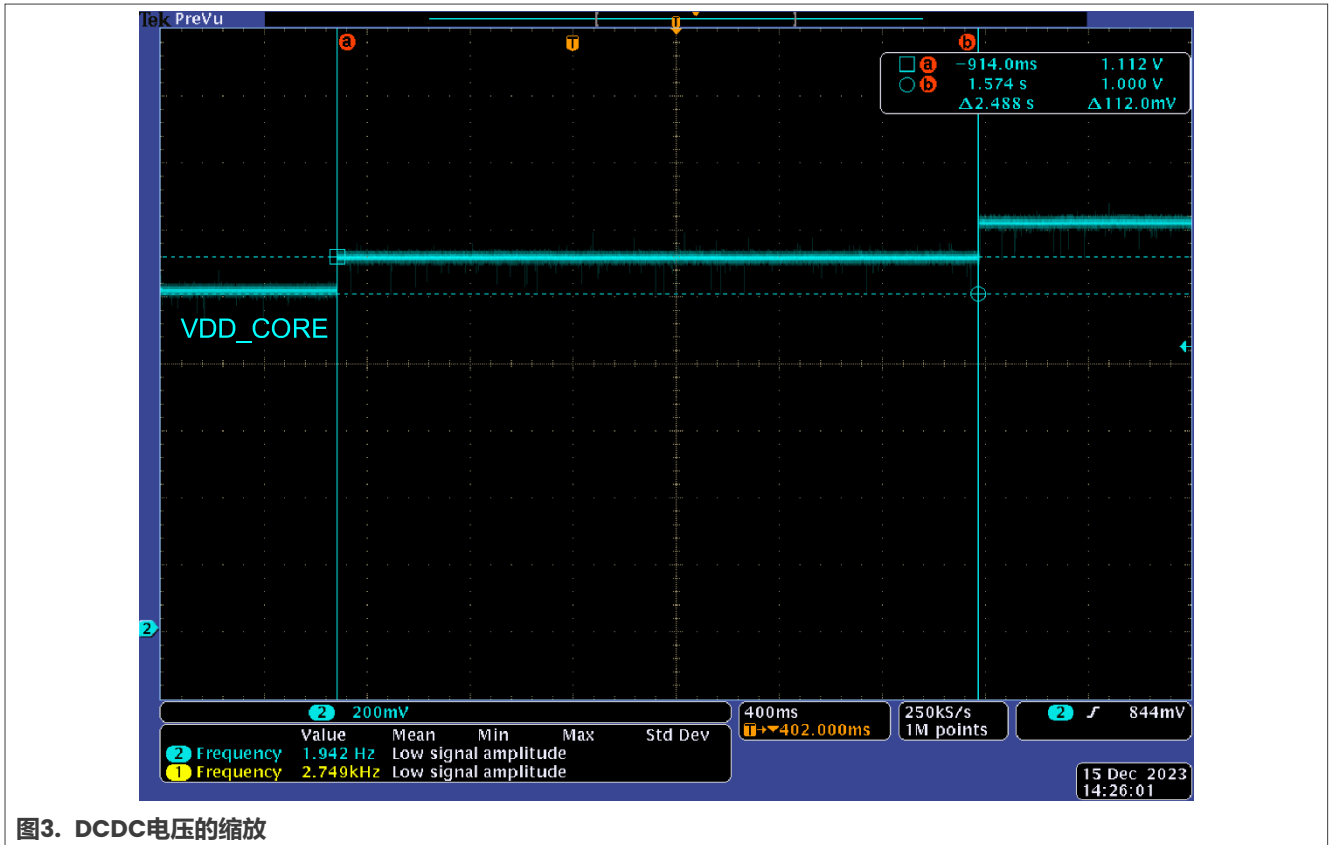 Tek PreVu
T
a
T
b
a −914.0ms 1.112 V
b 1.574 s 1.000 V
Δ2.488 s Δ112.0mV
VDD_CORE
2
2 200mV
400ms
T→▼402.000ms
250kS/s
1M points
2 844mV
Value Mean Min Max Std Dev
2 Frequency 1.942 Hz Low signal amplitude
1 Frequency 2.749kHz Low signal amplitude
15 Dec 2023
14:26:01
图3. DCDC电压的缩放